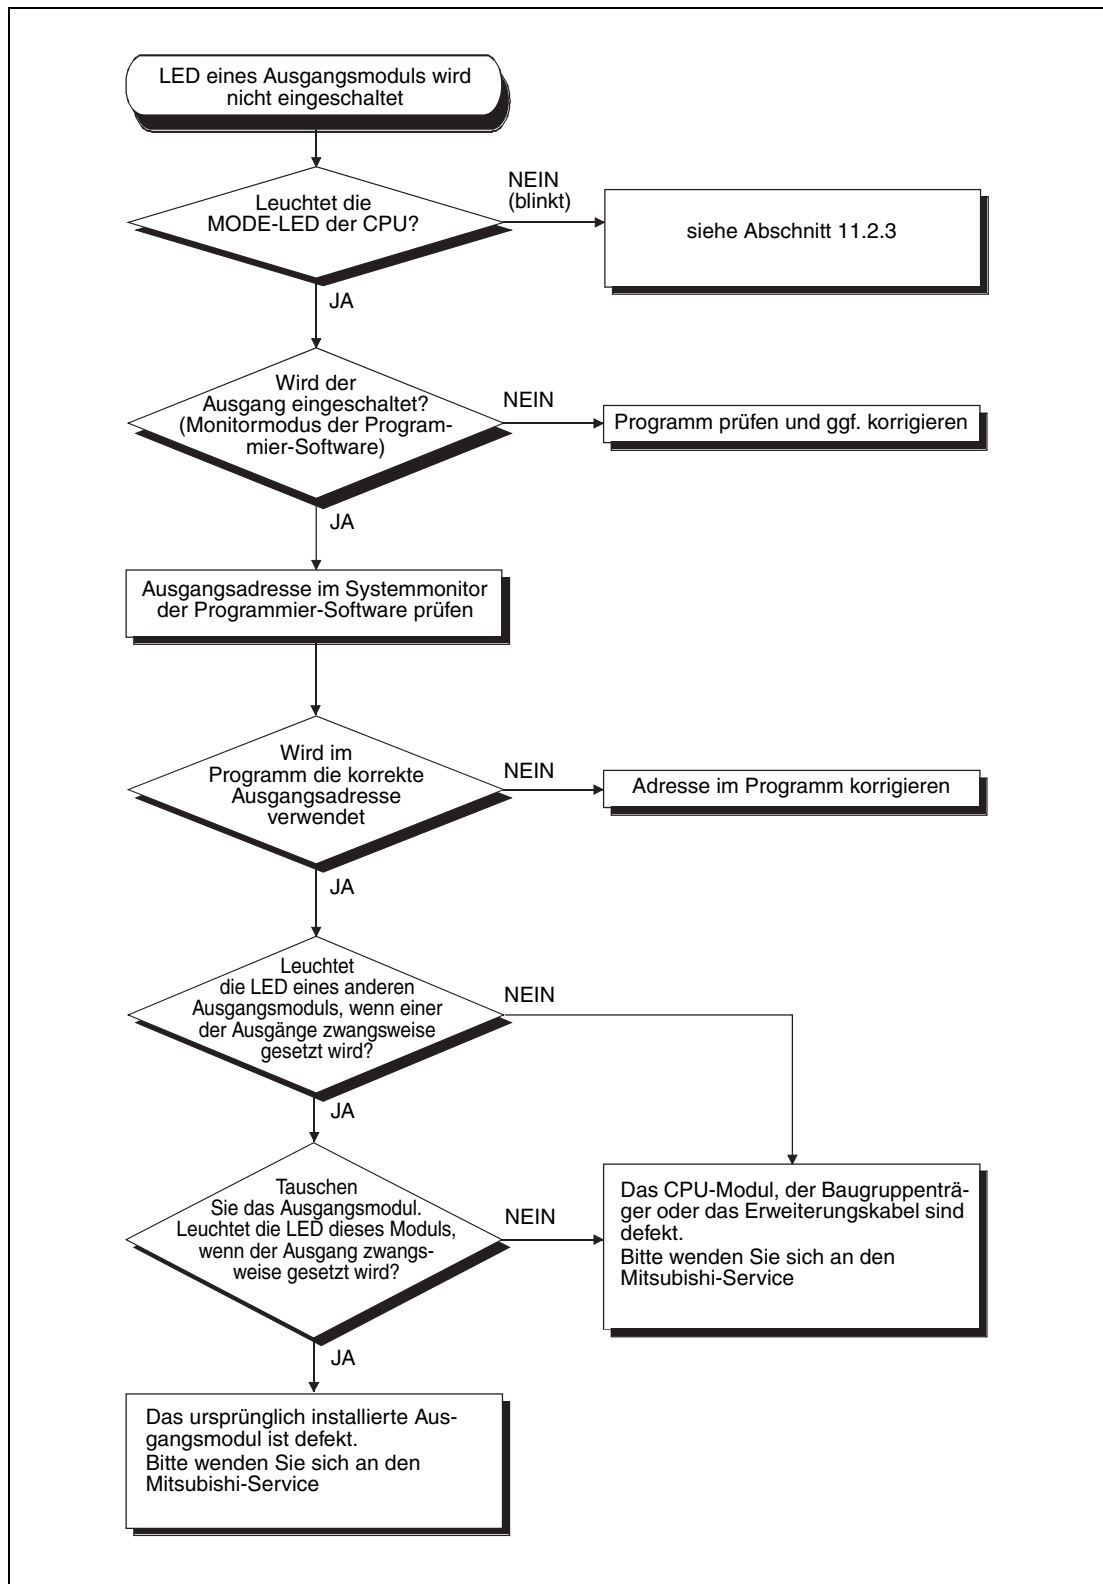 LED eines Ausgangsmoduls wird
nicht eingeschaltet
Leuchtet die
MODE-LED der CPU?
NEIN
(blinkt)
siehe Abschnitt 11.2.3
JA
Wird der
Ausgang eingeschaltet?
(Monitormodus der Program-
mier-Software)
NEIN
Programm prüfen und ggf. korrigieren
JA
Ausgangsadresse im Systemmonitor
der Programmier-Software prüfen
Wird im
Programm die korrekte
Ausgangsadresse
verwendet
NEIN
Adresse im Programm korrigieren
JA
Leuchtet
die LED eines anderen
Ausgangsmoduls, wenn einer
der Ausgänge zwangsweise
gesetzt wird?
NEIN
JA
Tauschen
Sie das Ausgangsmodul.
Leuchtet die LED dieses Moduls,
wenn der Ausgang zwangs-
weise gesetzt wird?
NEIN
Das CPU-Modul, der Baugruppenträ-
ger oder das Erweiterungskabel sind
defekt.
Bitte wenden Sie sich an den
Mitsubishi-Service
JA
Das ursprünglich installierte Aus-
gangsmodul ist defekt.
Bitte wenden Sie sich an den
Mitsubishi-Service